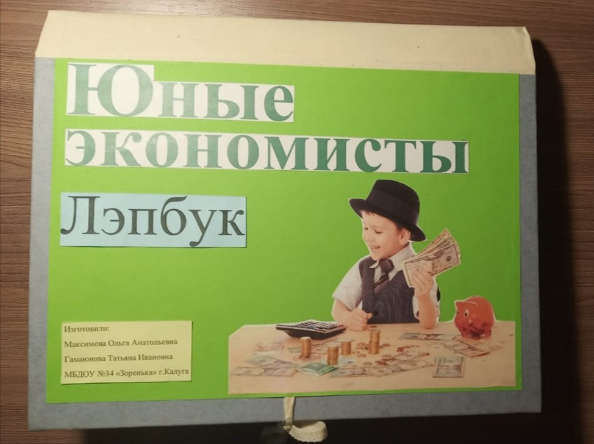 Юные
экономисты
Лэпбук
Изготовили:
Максимова Ольга Анатольевна
Гамаюнова Татьяна Ивановна
МБДОУ №34 «Зоренька» г.Калуга